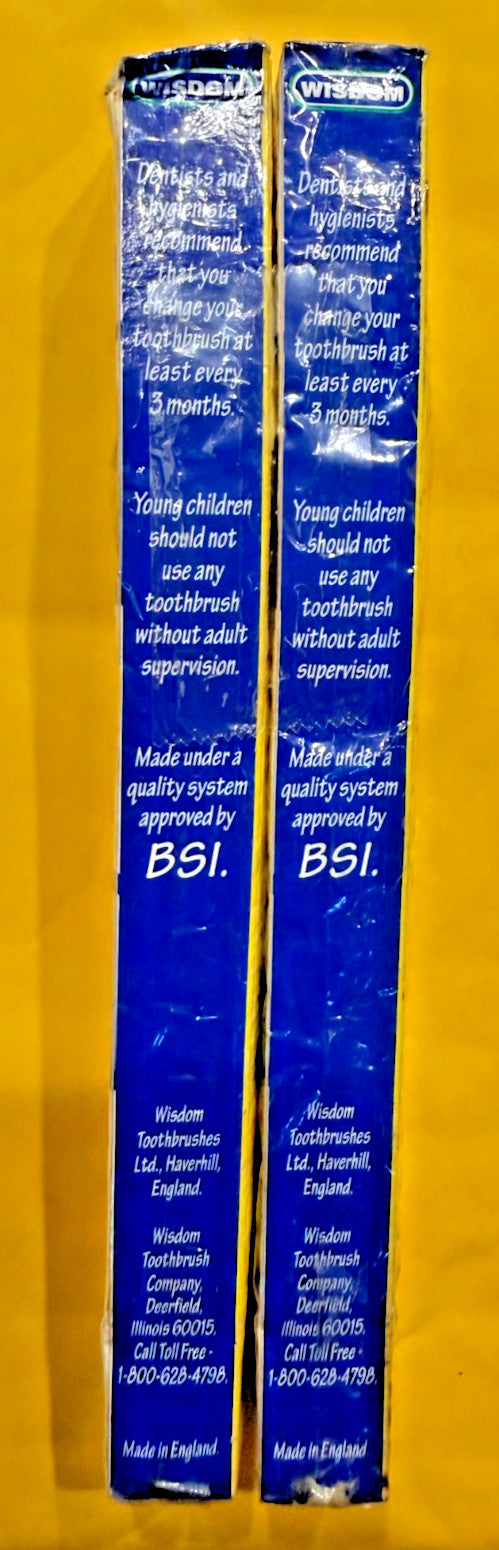 WISDOM
Dentists and
hygienists
recommend
that you
change your
toothbrush at
least every
3 months.
Young children
should not
use any
toothbrush
without adult
supervision.
Made under a
quality system
approved by
BSI.
Wisdom
Toothbrushes
Ltd., Haverhill,
England.
Wisdom
Toothbrush
Company,
Deerfield,
Illinois 60015.
Call Toll Free -
1-800-628-4798.
Made in England.
WISDOM
Dentists and
hygienists
recommend
that you
change your
toothbrush at
least every
3 months.
Young children
should not
use any
toothbrush
without adult
supervision.
Made under a
quality system
approved by
BSI.
Wisdom
Toothbrushes
Ltd., Haverhill,
England.
Wisdom
Toothbrush
Company,
Deerfield,
Illinois 60015.
Call Toll Free -
1-800-628-4798.
Made in England